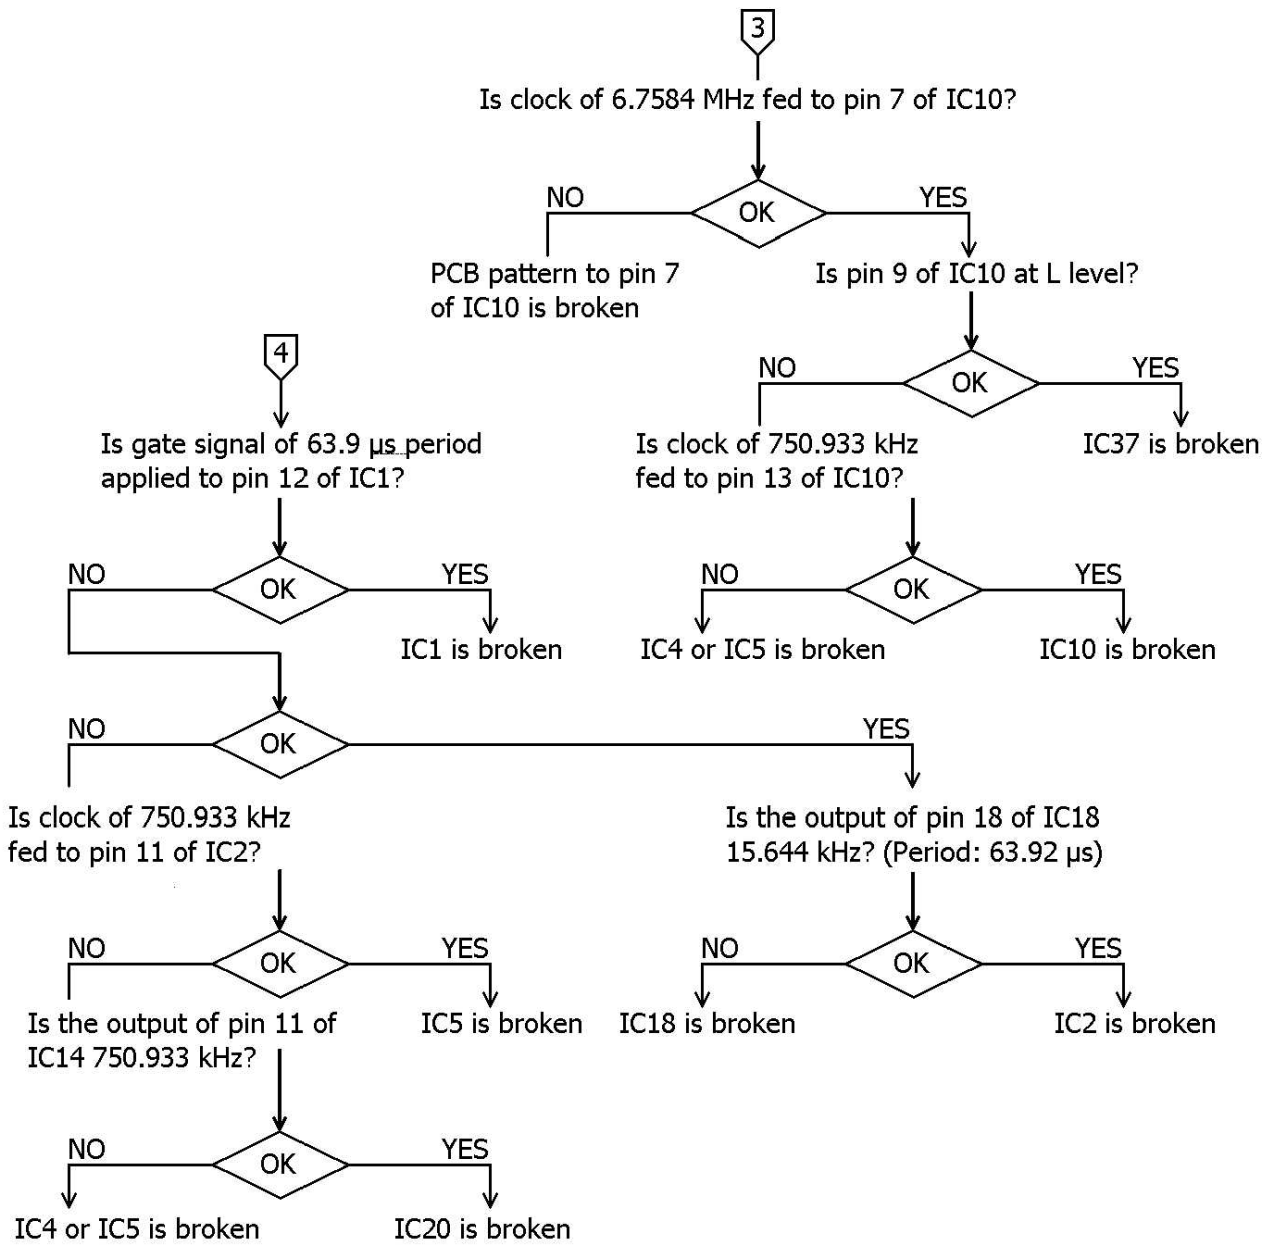 3
Is clock of 6.7584 MHz fed to pin 7 of IC10?
NO
OK
YES
PCB pattern to pin 7
of IC10 is broken
Is pin 9 of IC10 at L level?
NO
OK
YES
Is clock of 750.933 kHz
fed to pin 13 of IC10?
IC37 is broken
NO
OK
YES
IC4 or IC5 is broken
IC10 is broken
4
Is gate signal of 63.9 µs period
applied to pin 12 of IC1?
NO
OK
YES
IC1 is broken
NO
OK
YES
Is clock of 750.933 kHz
fed to pin 11 of IC2?
Is the output of pin 18 of IC18
15.644 kHz? (Period: 63.92 µs)
NO
OK
YES
Is the output of pin 11 of
IC14 750.933 kHz?
IC5 is broken
NO
OK
YES
IC18 is broken
IC2 is broken
NO
OK
YES
IC4 or IC5 is broken
IC20 is broken